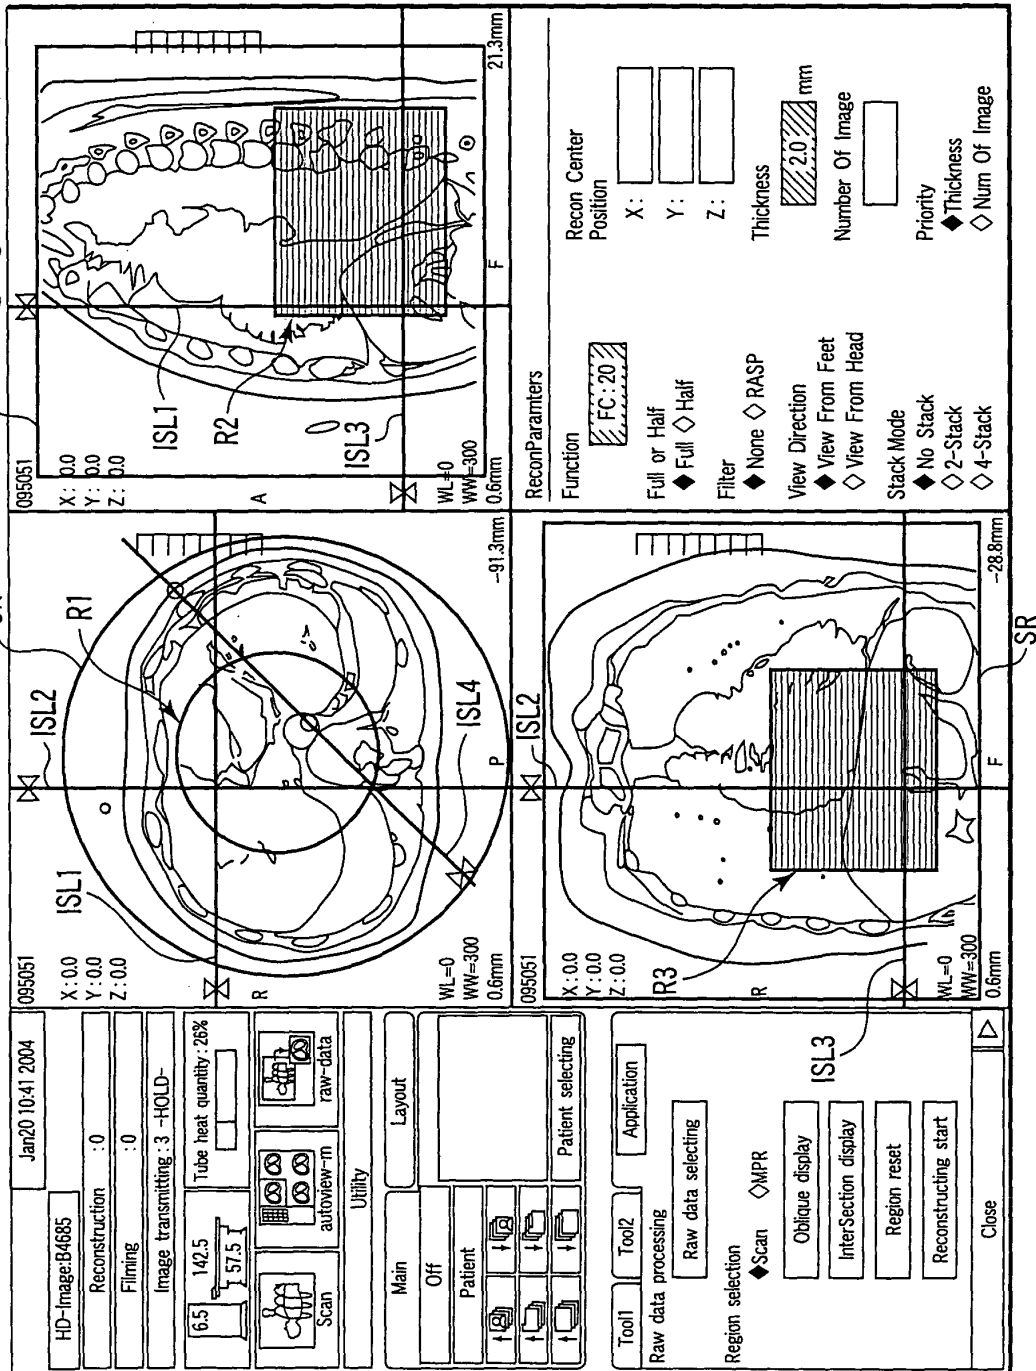 Jan20 10:41 2004
HD-Image:B4685
Reconstruction : 0
Filming : 0
Image transmitting : 3 -HOLD-
6.5 142.5
57.5
Tube heat quantity : 26%
Scan
autoview-m
raw-data
Utility
Main
Layout
Off
Patient
Patient selecting
Tool1
Tool2
Application
Raw data processing
Raw data selecting
Region selection
◆Scan ◇MPR
Oblique display
InterSection display
Region reset
Reconstructing start
Close
095051
X : 0.0
Y : 0.0
Z : 0.0
R
WL=0
WW=300
0.6mm
P
-91.3mm
ISL1
ISL2
R1
ISL4
095051
X : 0.0
Y : 0.0
Z : 0.0
A
WL=0
WW=300
0.6mm
F
21.3mm
ISL1
R2
ISL3
095051
X : 0.0
Y : 0.0
Z : 0.0
R
WL=0
WW=300
0.6mm
F
-28.8mm
ISL2
R3
ISL3
SR
ReconParamters
Function
FC : 20
Full or Half
◆ Full ◇ Half
Filter
◆ None ◇ RASP
View Direction
◆ View From Feet
◇ View From Head
Stack Mode
◆ No Stack
◇ 2-Stack
◇ 4-Stack
Recon Center
Position
X :
Y :
Z :
Thickness
2.0 mm
Number Of Image
Priority
◆Thickness
◇ Num Of Image